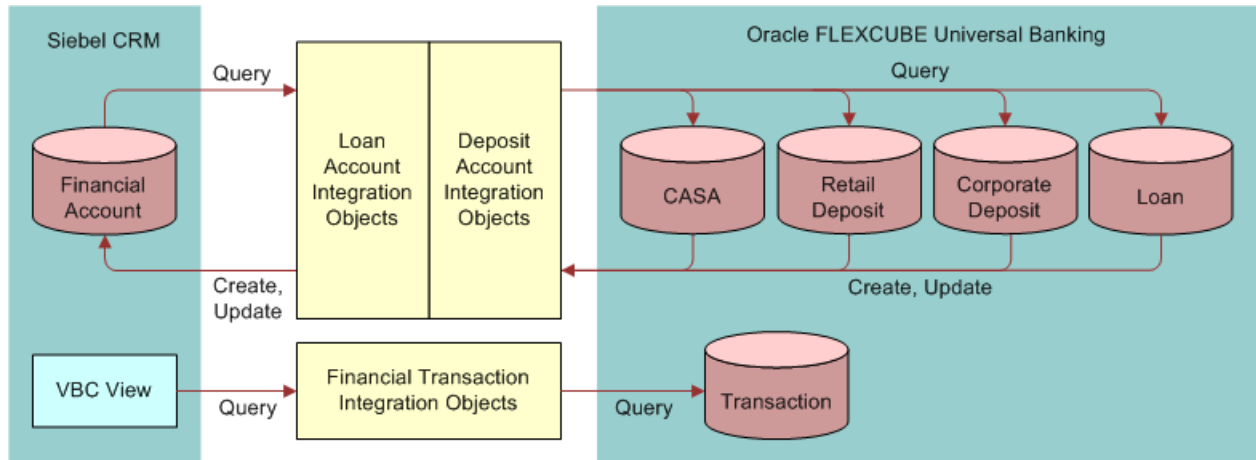 Siebel CRM
Oracle FLEXCUBE Universal Banking
Query
Query
Financial
Account
Loan
Account
Integration
Objects
Deposit
Account
Integration
Objects
CASA
Retail
Deposit
Corporate
Deposit
Loan
Create,
Update
Create, Update
VBC View
Query
Financial Transaction
Integration Objects
Query
Transaction